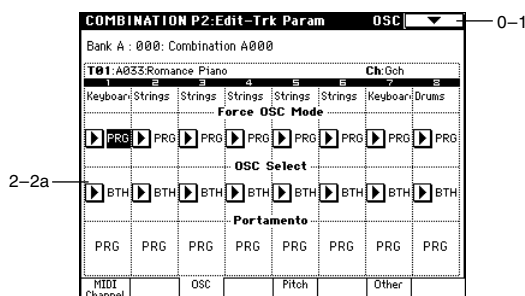 COMBINATION P2:Edit-Trk Param OSC
0-1
Bank A : 000: Combination A000
T01:A033:Romance Piano Ch:Gch
1 2 3 4 5 6 7 8
Keyboar Strings Strings Strings Strings Strings Keyboar Drums
Force OSC Mode
PRG PRG PRG PRG PRG PRG PRG PRG
OSC Select
2-2a
BTH BTH BTH BTH BTH BTH BTH BTH
Portamento
PRG PRG PRG PRG PRG PRG PRG PRG
MIDI Channel OSC Pitch Other